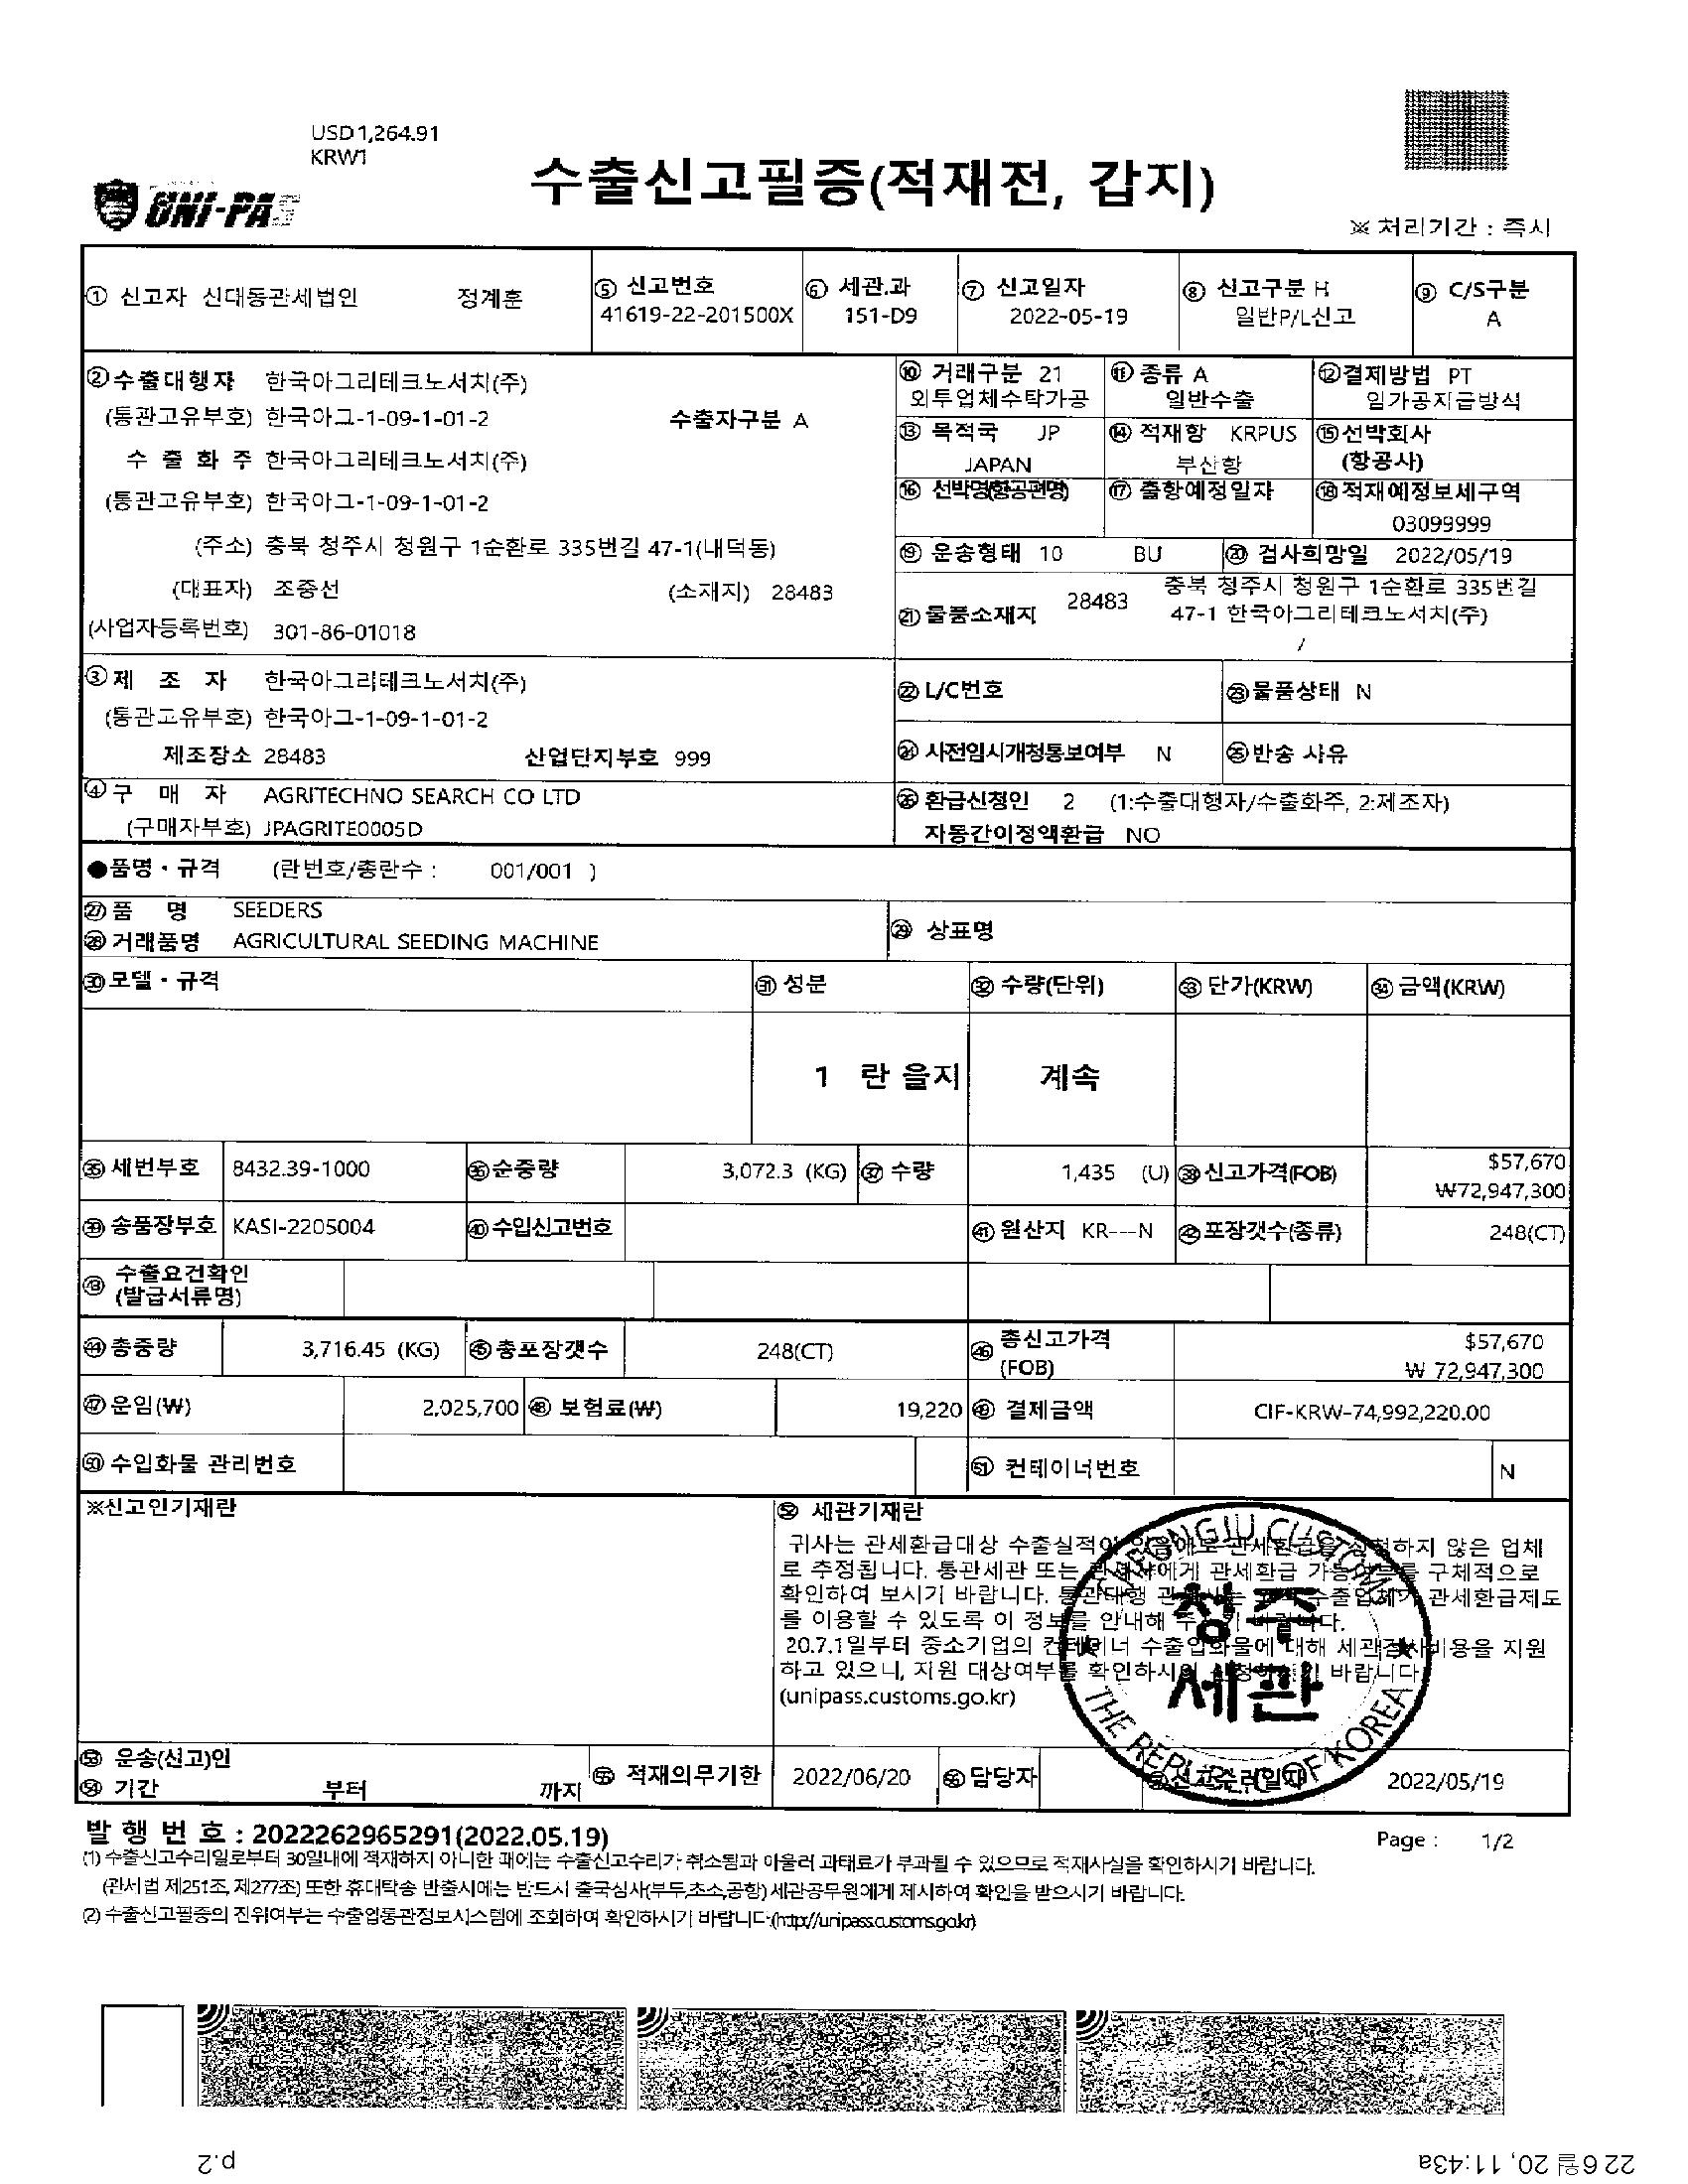 USD1,264.91
KRW1
UNI-PAS
수출신고필증(적재전, 갑지)
※ 처리기간 : 즉시
① 신고자 신대동관세법인 정계훈
⑤ 신고번호
41619-22-201500X
⑥ 세관.과
151-D9
⑦ 신고일자
2022-05-19
⑧ 신고구분 H
일반P/L신고
⑨ C/S구분
A
②수출대행자 한국아그리테크노서치(주)
(통관고유부호) 한국아그-1-09-1-01-2 수출자구분 A
수 출 화 주 한국아그리테크노서치(주)
(통관고유부호) 한국아그-1-09-1-01-2
(주소) 충북 청주시 청원구 1순환로 335번길 47-1(내덕동)
(대표자) 조중선 (소재지) 28483
(사업자등록번호) 301-86-01018
⑩ 거래구분 21
외투업체수탁가공
⑪ 종류 A
일반수출
⑫결제방법 PT
임가공지급방식
⑬ 목적국 JP
JAPAN
⑭ 적재항 KRPUS
부산항
⑮선박회사
(항공사)
⑯ 선박명(항공편명)
⑰ 출항예정일자
⑱적재예정보세구역
03099999
⑲ 운송형태 10 BU
⑳ 검사희망일 2022/05/19
㉑물품소재지 28483 충북 청주시 청원구 1순환로 335번길
47-1 한국아그리테크노서치(주)
/
③제 조 자 한국아그리테크노서치(주)
(통관고유부호) 한국아그-1-09-1-01-2
제조장소 28483 산업단지부호 999
㉒ L/C번호
㉓물품상태 N
㉔ 사전임시개청통보여부 N
㉕반송 사유
④구 매 자 AGRITECHNO SEARCH CO LTD
(구매자부호) JPAGRITE0005D
㉖ 환급신청인 2 (1:수출대행자/수출화주, 2:제조자)
자동간이정액환급 NO
●품명・규격 (란번호/총란수 : 001/001 )
㉗품 명 SEEDERS
㉘거래품명 AGRICULTURAL SEEDING MACHINE
㉙ 상표명
㉚모델・규격
㉛ 성분
㉜ 수량(단위)
㉝ 단가(KRW)
㉞ 금액(KRW)
1 란 을지 계속
㉟ 세번부호 8432.39-1000
㊱순중량 3,072.3 (KG)
㊲ 수량 1,435 (U)
㊳신고가격(FOB) $57,670
₩72,947,300
㊴ 송품장부호 KASI-2205004
㊵수입신고번호
㊶ 원산지 KR---N
㊷포장갯수(종류) 248(CT)
㊸ 수출요건확인
(발급서류명)
㊹총중량 3,716.45 (KG)
㊺총포장갯수 248(CT)
㊻ 총신고가격
(FOB)
$57,670
₩ 72,947,300
㊼운임(₩) 2,025,700
㊽ 보험료(₩) 19,220
㊾ 결제금액 CIF-KRW-74,992,220.00
㊿ 수입화물 관리번호
51 컨테이너번호 N
※신고인기재란
52 세관기재란
귀사는 관세환급대상 수출실적이 있음에도 관세환급을 신청하지 않은 업체
로 추정됩니다. 통관세관 또는 관세사에게 관세환급 가능여부를 구체적으로
확인하여 보시기 바랍니다. 통관대행 관세사는 수출업체가 관세환급제도
를 이용할 수 있도록 이 정보를 안내해 주시기 바랍니다.
20.7.1일부터 중소기업의 컨테이너 수출입화물에 대해 세관검사비용을 지원
하고 있으니, 지원 대상여부를 확인하시어 신청하시기 바랍니다
(unipass.customs.go.kr)
CHEONGJU CUSTOMS
청주
세관
THE REPUBLIC OF KOREA
53 운송(신고)인
54 기간 부터 까지
55 적재의무기한 2022/06/20
56 담당자
57 신고수리일자 2022/05/19
발 행 번 호 : 2022262965291(2022.05.19)
Page : 1/2
(1) 수출신고수리일로부터 30일내에 적재하지 아니한 때에는 수출신고수리가 취소됨과 아울러 과태료가 부과될 수 있으므로 적재사실을 확인하시기 바랍니다.
(관세법 제251조, 제277조) 또한 휴대탁송 반출시에는 반드시 출국심사(부두,초소,공항) 세관공무원에게 제시하여 확인을 받으시기 바랍니다.
(2) 수출신고필증의 진위여부는 수출입통관정보시스템에 조회하여 확인하시기 바랍니다.(http://unipass.customs.go.kr)
p.2
22 6월 20, 11:43a